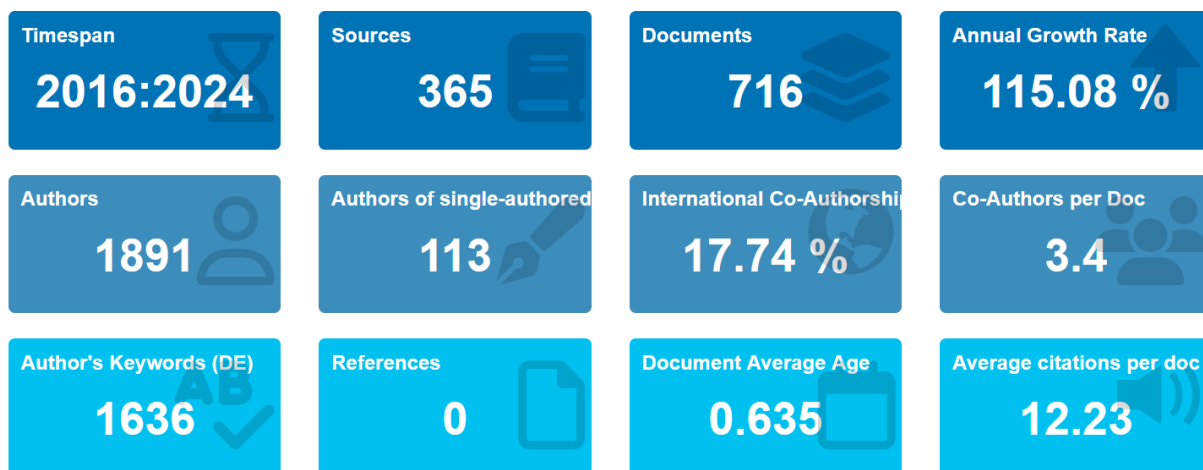 Timespan
2016:2024
Sources
365
Documents
716
Annual Growth Rate
115.08 %
Authors
1891
Authors of single-authored
113
International Co-Authorshi
17.74 %
Co-Authors per Doc
3.4
Author's Keywords (DE)
1636
AB
References
0
Document Average Age
0.635
Average citations per doc
12.23